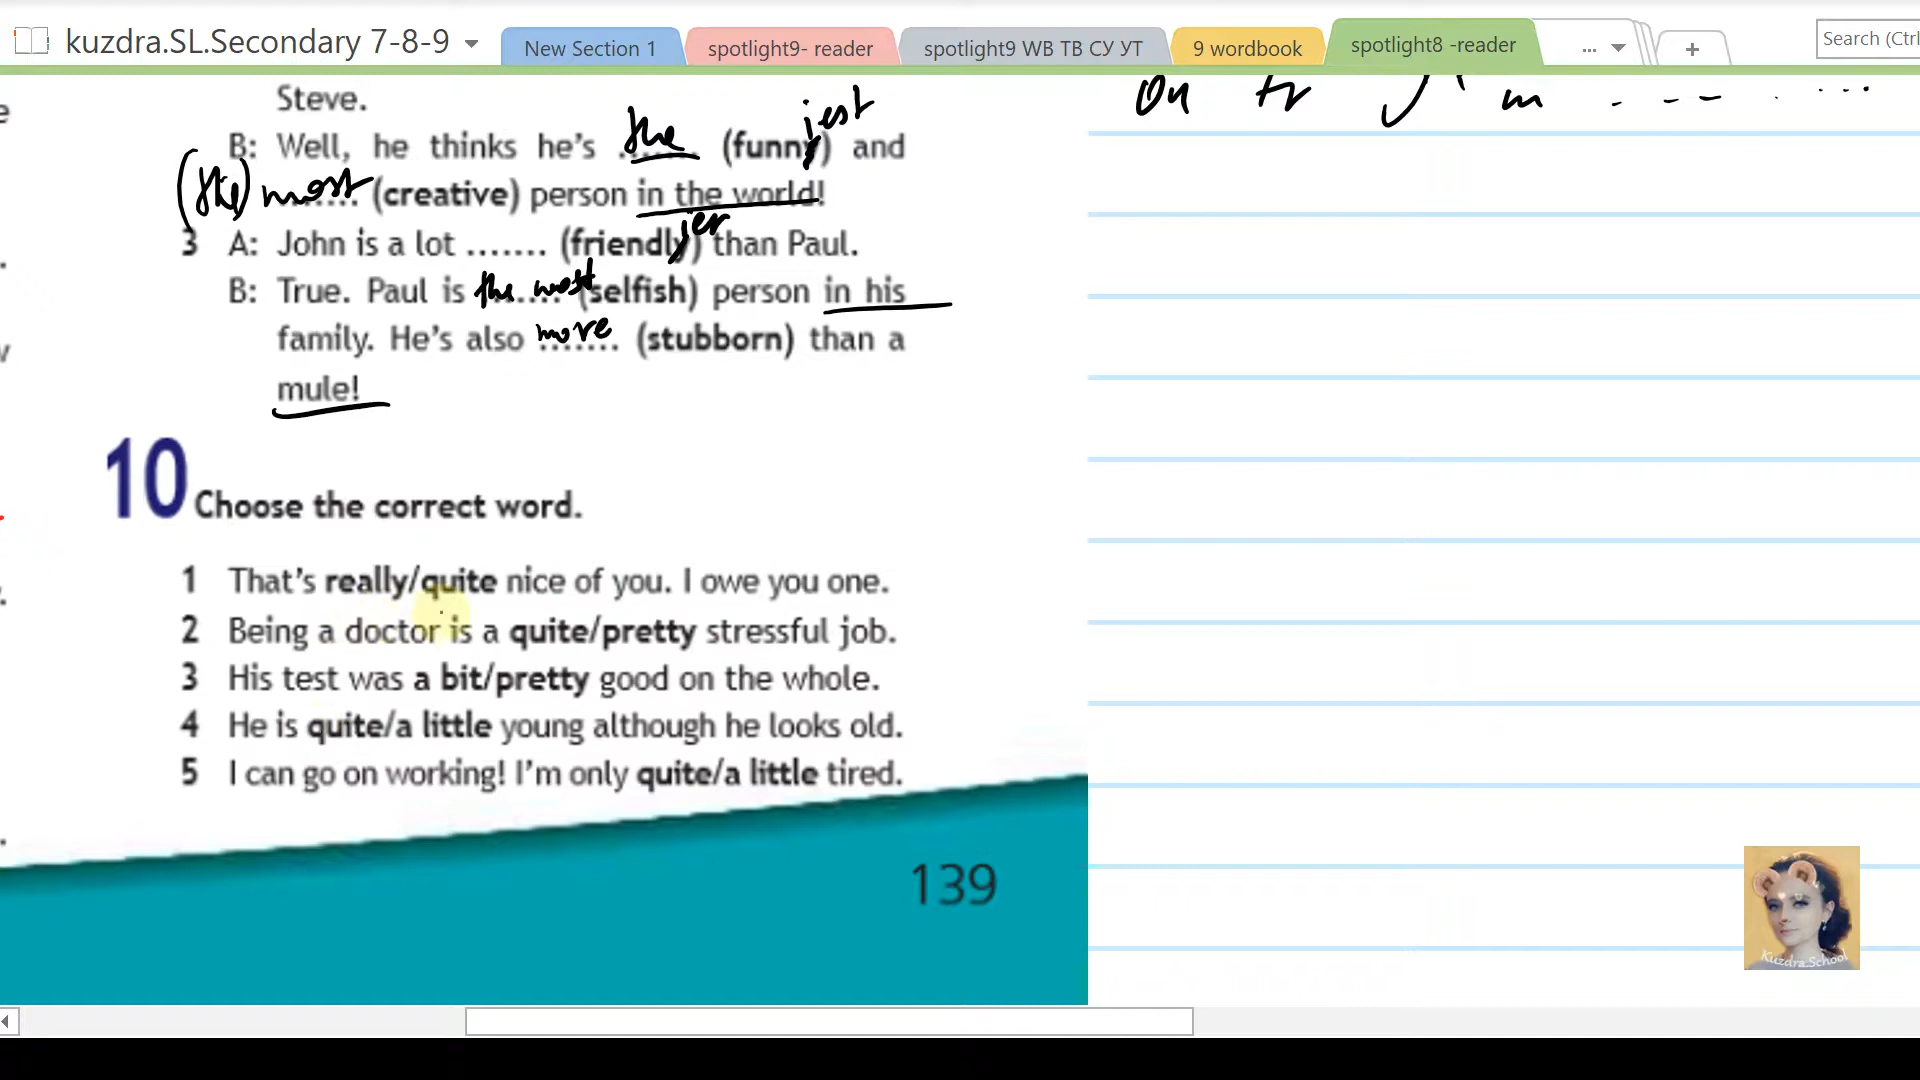 kuzdra.SL.Secondary 7-8-9
New Section 1
spotlight9- reader
spotlight9 WB TB СУ УТ
9 wordbook
spotlight8 -reader
...
Search (Ctrl
Steve.
B: Well, he thinks he's the ....... (funny) iest and
(the) most ....... (creative) person in the world!
3 A: John is a lot ....... (friendly) ier than Paul.
B: True. Paul is the most ....... (selfish) person in his
family. He's also more ....... (stubborn) than a
mule!
10 Choose the correct word.
1 That's really/quite nice of you. I owe you one.
2 Being a doctor is a quite/pretty stressful job.
3 His test was a bit/pretty good on the whole.
4 He is quite/a little young although he looks old.
5 I can go on working! I'm only quite/a little tired.
139
Kuzdra.School